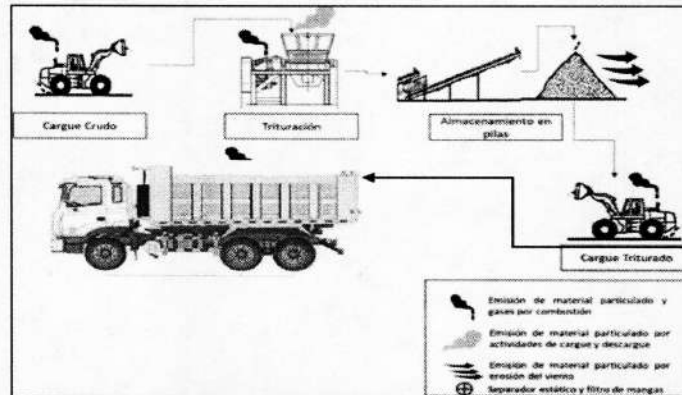 Cargue Crudo
Trituración
Almacenamiento en
pilas
Cargue Triturado
Emisión de material particulado y
gases por combustión
Emisión de material particulado por
actividades de cargue y descargue
Emisión de material particulado por
erosión del viento
Separador estático y filtro de mangas